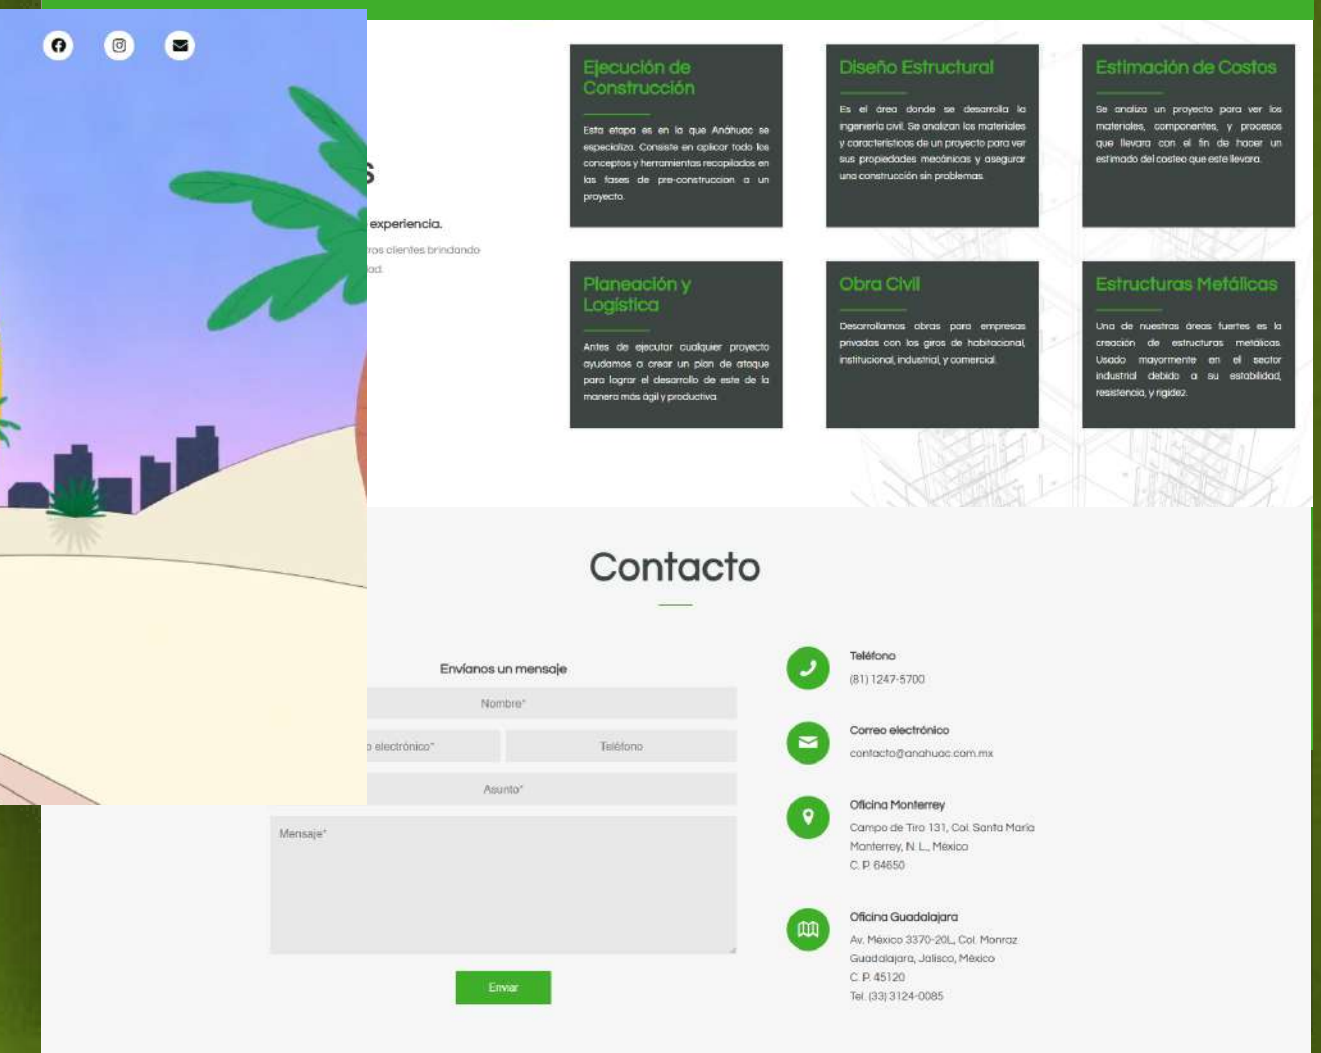 s
experiencia.
ros clientes brindando
ad.
Ejecución de
Construcción
Esta etapa es en la que Anáhuac se
especializa. Consiste en aplicar todo los
conceptos y herramientas recopilados en
las fases de pre-construccion a un
proyecto.
Diseño Estructural
Es el área donde se desarrolla la
ingeniería civil. Se analizan los materiales
y características de un proyecto para ver
sus propiedades mecánicas y asegurar
una construcción sin problemas.
Estimación de Costos
Se analiza un proyecto para ver los
materiales, componentes, y procesos
que llevara con el fin de hacer un
estimado del costeo que este llevara.
Planeación y
Logística
Antes de ejecutar cualquier proyecto
ayudamos a crear un plan de ataque
para lograr el desarrollo de este de la
manera más ágil y productiva.
Obra Civil
Desarrollamos obras para empresas
privadas con los giros de habitacional,
institucional, industrial, y comercial.
Estructuras Metálicas
Una de nuestras áreas fuertes es la
creación de estructuras metálicas.
Usado mayormente en el sector
industrial debido a su estabilidad,
resistencia, y rigidez.
Contacto
Envíanos un mensaje
Nombre*
o electrónico*
Teléfono
Asunto*
Mensaje*
Enviar
Teléfono
(81) 1247-5700
Correo electrónico
contacto@anahuac.com.mx
Oficina Monterrey
Campo de Tiro 131, Col. Santa María
Monterrey, N. L., México
C. P. 64650
Oficina Guadalajara
Av. México 3370-20L, Col. Monraz
Guadalajara, Jalisco, México
C. P. 45120
Tel. (33) 3124-0085